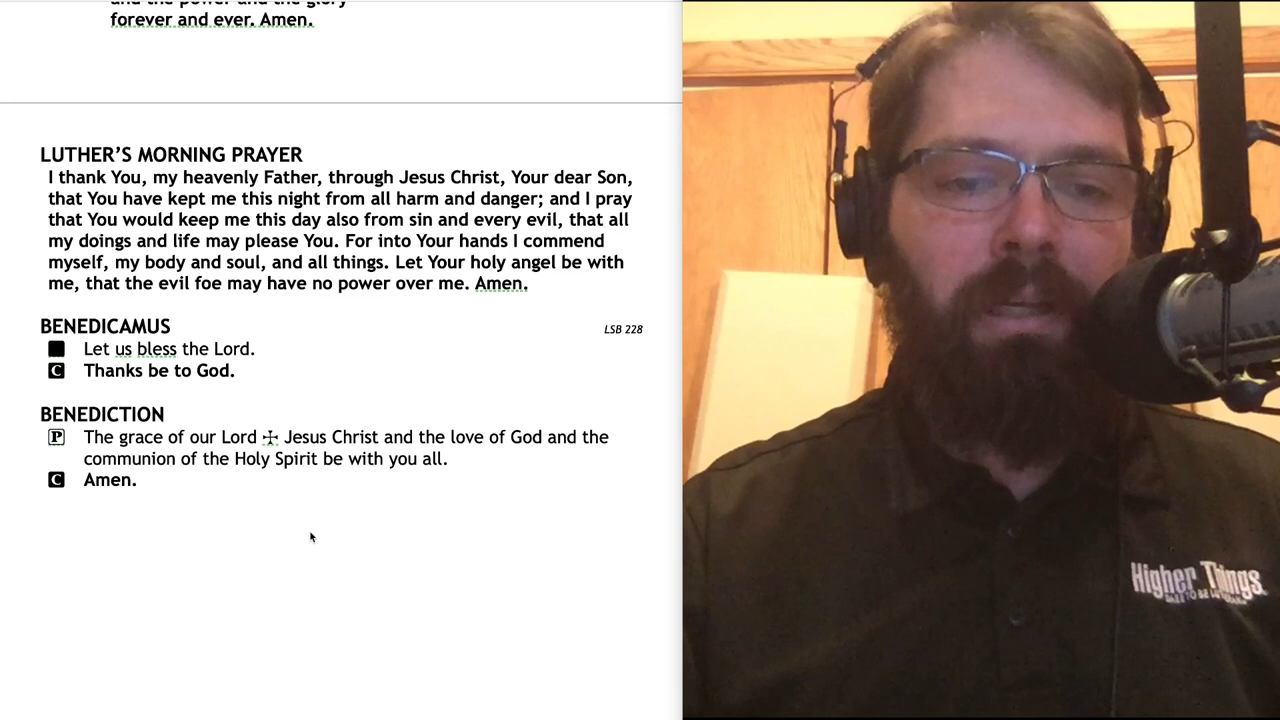 and the power and the glory
forever and ever. Amen.
LUTHER’S MORNING PRAYER
I thank You, my heavenly Father, through Jesus Christ, Your dear Son,
that You have kept me this night from all harm and danger; and I pray
that You would keep me this day also from sin and every evil, that all
my doings and life may please You. For into Your hands I commend
myself, my body and soul, and all things. Let Your holy angel be with
me, that the evil foe may have no power over me. Amen.
BENEDICAMUS
LSB 228
Let us bless the Lord.
C Thanks be to God.
BENEDICTION
P The grace of our Lord ☩ Jesus Christ and the love of God and the
communion of the Holy Spirit be with you all.
C Amen.
Higher Things